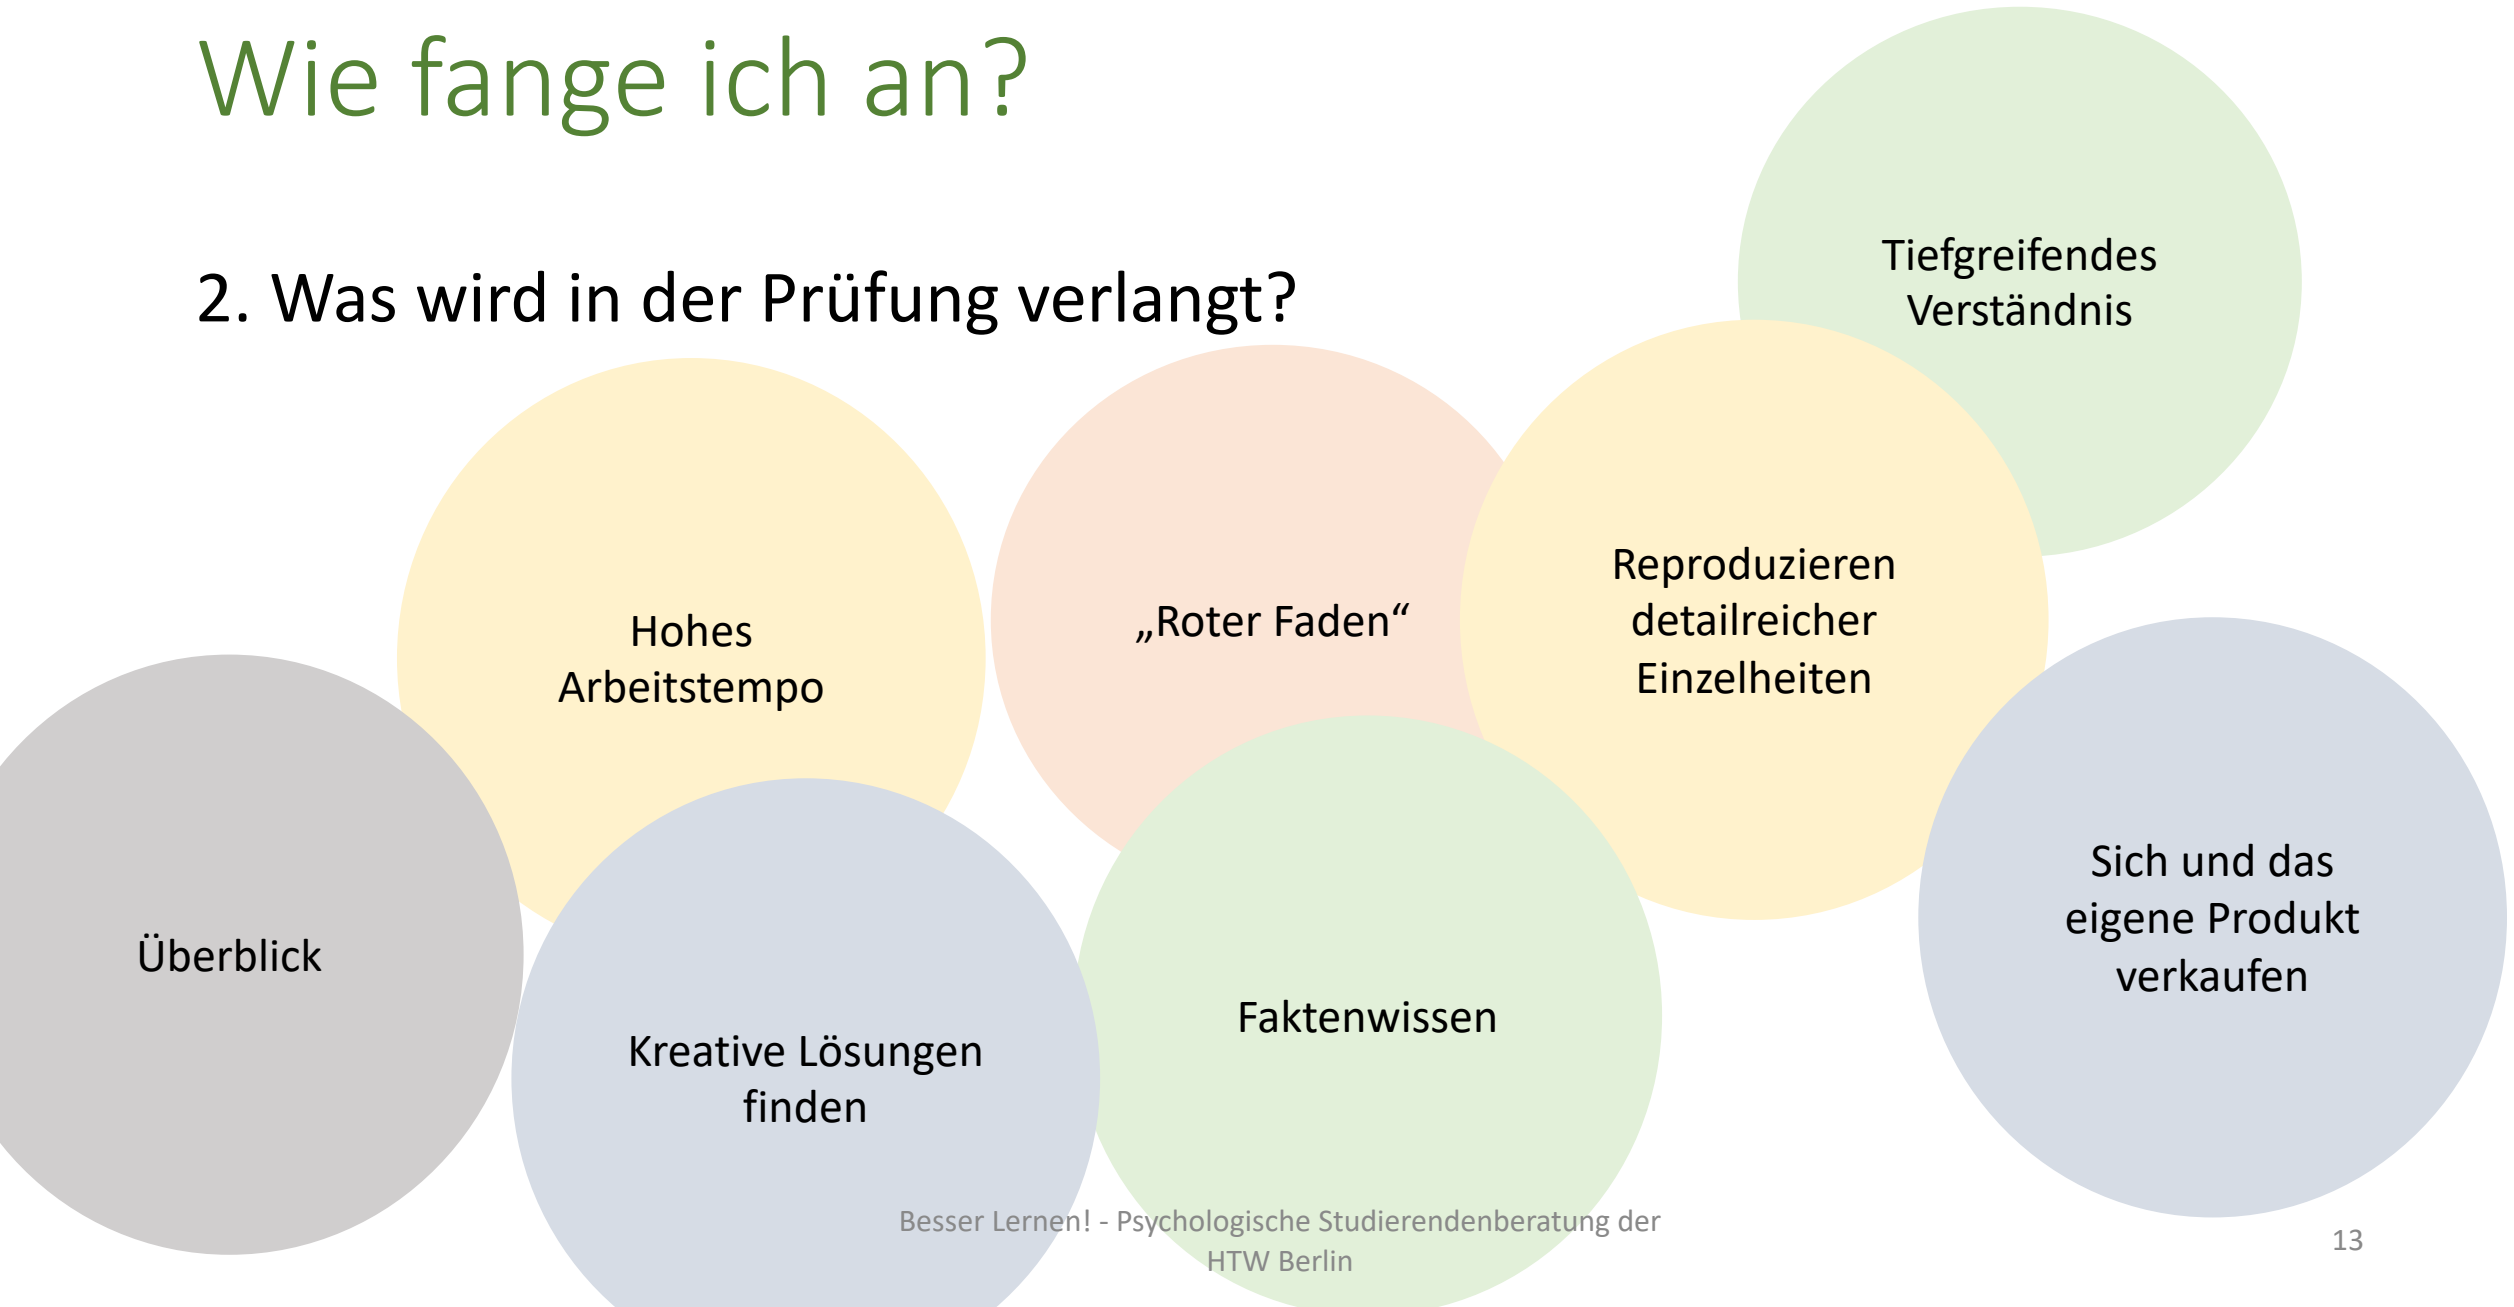 Wie fange ich an?
2. Was wird in der Prüfung verlangt?
Tiefgreifendes
Verständnis
Hohes
Arbeitstempo
„Roter Faden“
Reproduzieren
detailreicher
Einzelheiten
Überblick
Kreative Lösungen
finden
Faktenwissen
Sich und das
eigene Produkt
verkaufen
Besser Lernen! - Psychologische Studierendenberatung der
HTW Berlin
13